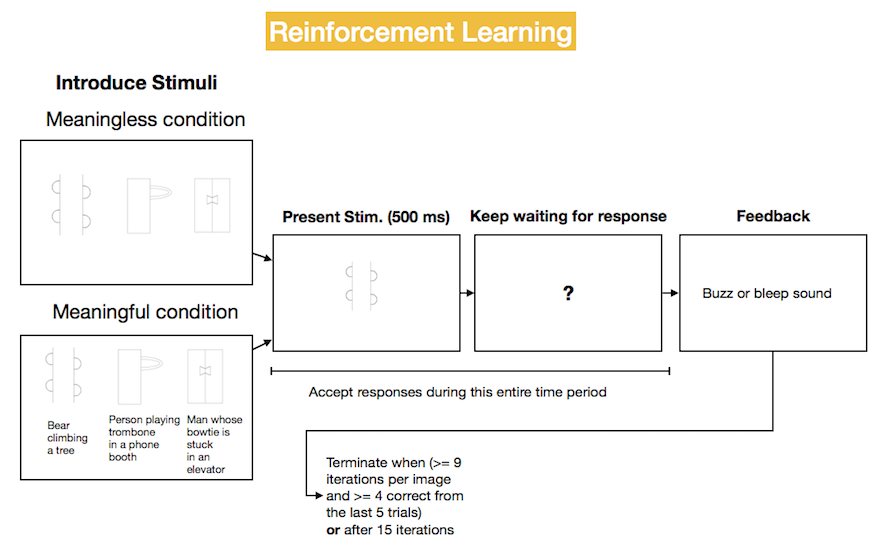 Reinforcement Learning
Introduce Stimuli
Meaningless condition
Present Stim. (500 ms)
Keep waiting for response
Feedback
?
Buzz or bleep sound
Meaningful condition
Bear
climbing
a tree
Person playing
trombone
in a phone
booth
Man whose
bowtie is
stuck
in an
elevator
Accept responses during this entire time period
Terminate when (>= 9
iterations per image
and >= 4 correct from
the last 5 trials)
or after 15 iterations